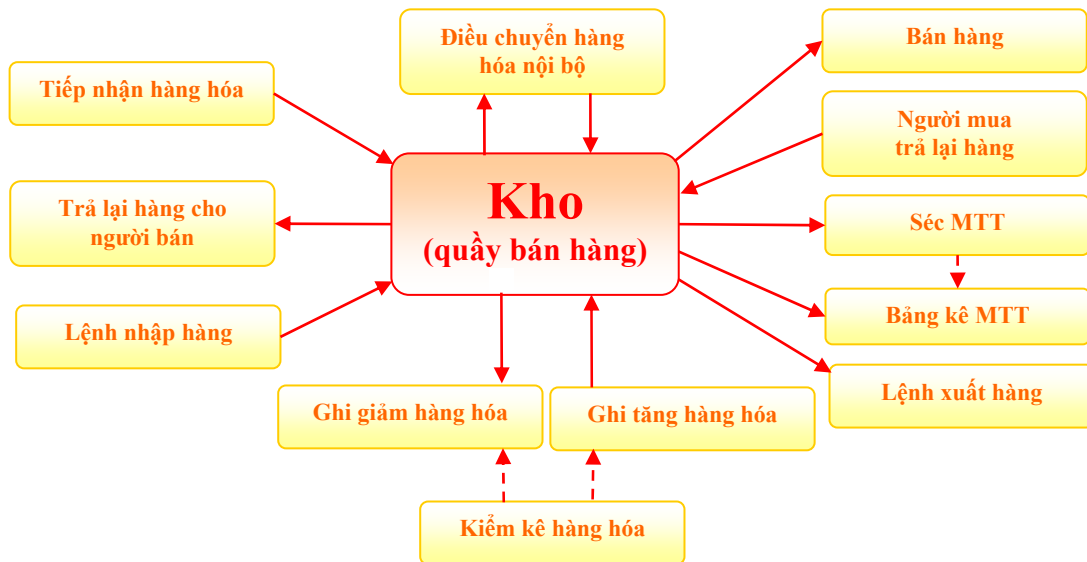 Điều chuyển hàng
hóa nội bộ
Bán hàng
Tiếp nhận hàng hóa
Người mua
trả lại hàng
Kho
(quầy bán hàng)
Trả lại hàng cho
người bán
Séc MTT
Lệnh nhập hàng
Bảng kê MTT
Ghi giảm hàng hóa
Ghi tăng hàng hóa
Lệnh xuất hàng
Kiểm kê hàng hóa